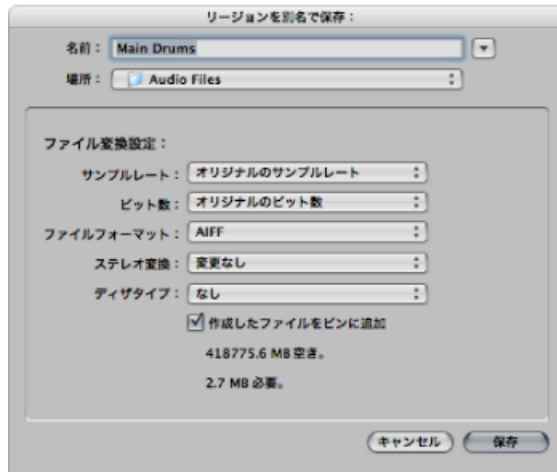 リージョンを別名で保存：
名前： Main Drums
場所： Audio Files
ファイル変換設定：
サンプルレート： オリジナルのサンプルレート
ビット数： オリジナルのビット数
ファイルフォーマット： AIFF
ステレオ変換： 変更なし
ディザタイプ： なし
作成したファイルをビンに追加
418775.6 MB 空き。
2.7 MB 必要。
キャンセル 保存